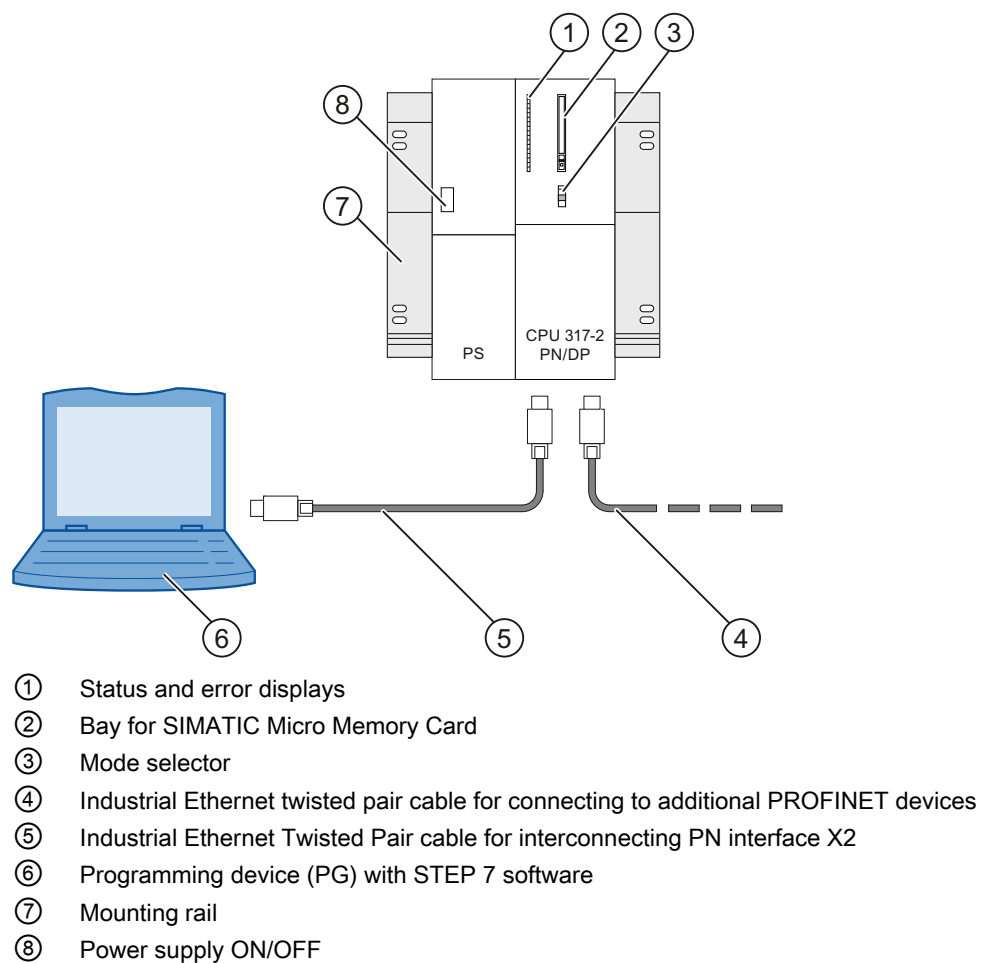 ① ② ③
⑧
⑦
CPU 317-2
PS PN/DP
⑥ ⑤ ④
① Status and error displays
② Bay for SIMATIC Micro Memory Card
③ Mode selector
④ Industrial Ethernet twisted pair cable for connecting to additional PROFINET devices
⑤ Industrial Ethernet Twisted Pair cable for interconnecting PN interface X2
⑥ Programming device (PG) with STEP 7 software
⑦ Mounting rail
⑧ Power supply ON/OFF